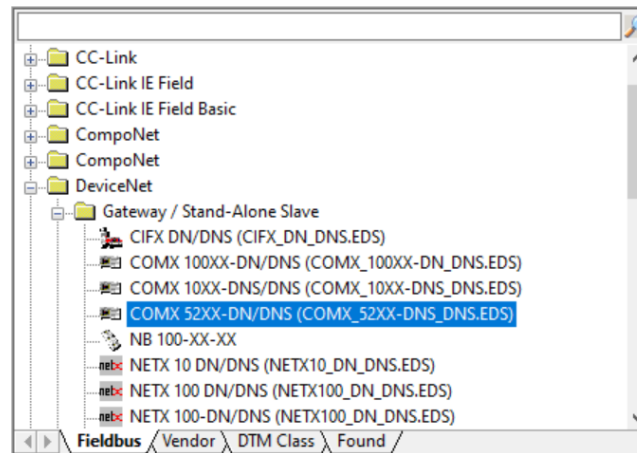 CC-Link
CC-Link IE Field
CC-Link IE Field Basic
CompoNet
CompoNet
DeviceNet
Gateway / Stand-Alone Slave
CIFX DN/DNS (CIFX_DN_DNS.EDS)
COMX 100XX-DN/DNS (COMX_100XX-DN_DNS.EDS)
COMX 10XX-DNS/DNS (COMX_10XX-DNS_DNS.EDS)
COMX 52XX-DN/DNS (COMX_52XX-DNS_DNS.EDS)
NB 100-XX-XX
netX NETX 10 DN/DNS (NETX10_DN_DNS.EDS)
netX NETX 100 DN/DNS (NETX100_DN_DNS.EDS)
netX NETX 100-DN/DNS (NETX100_DN_DNS.EDS)
Fieldbus Vendor DTM Class Found